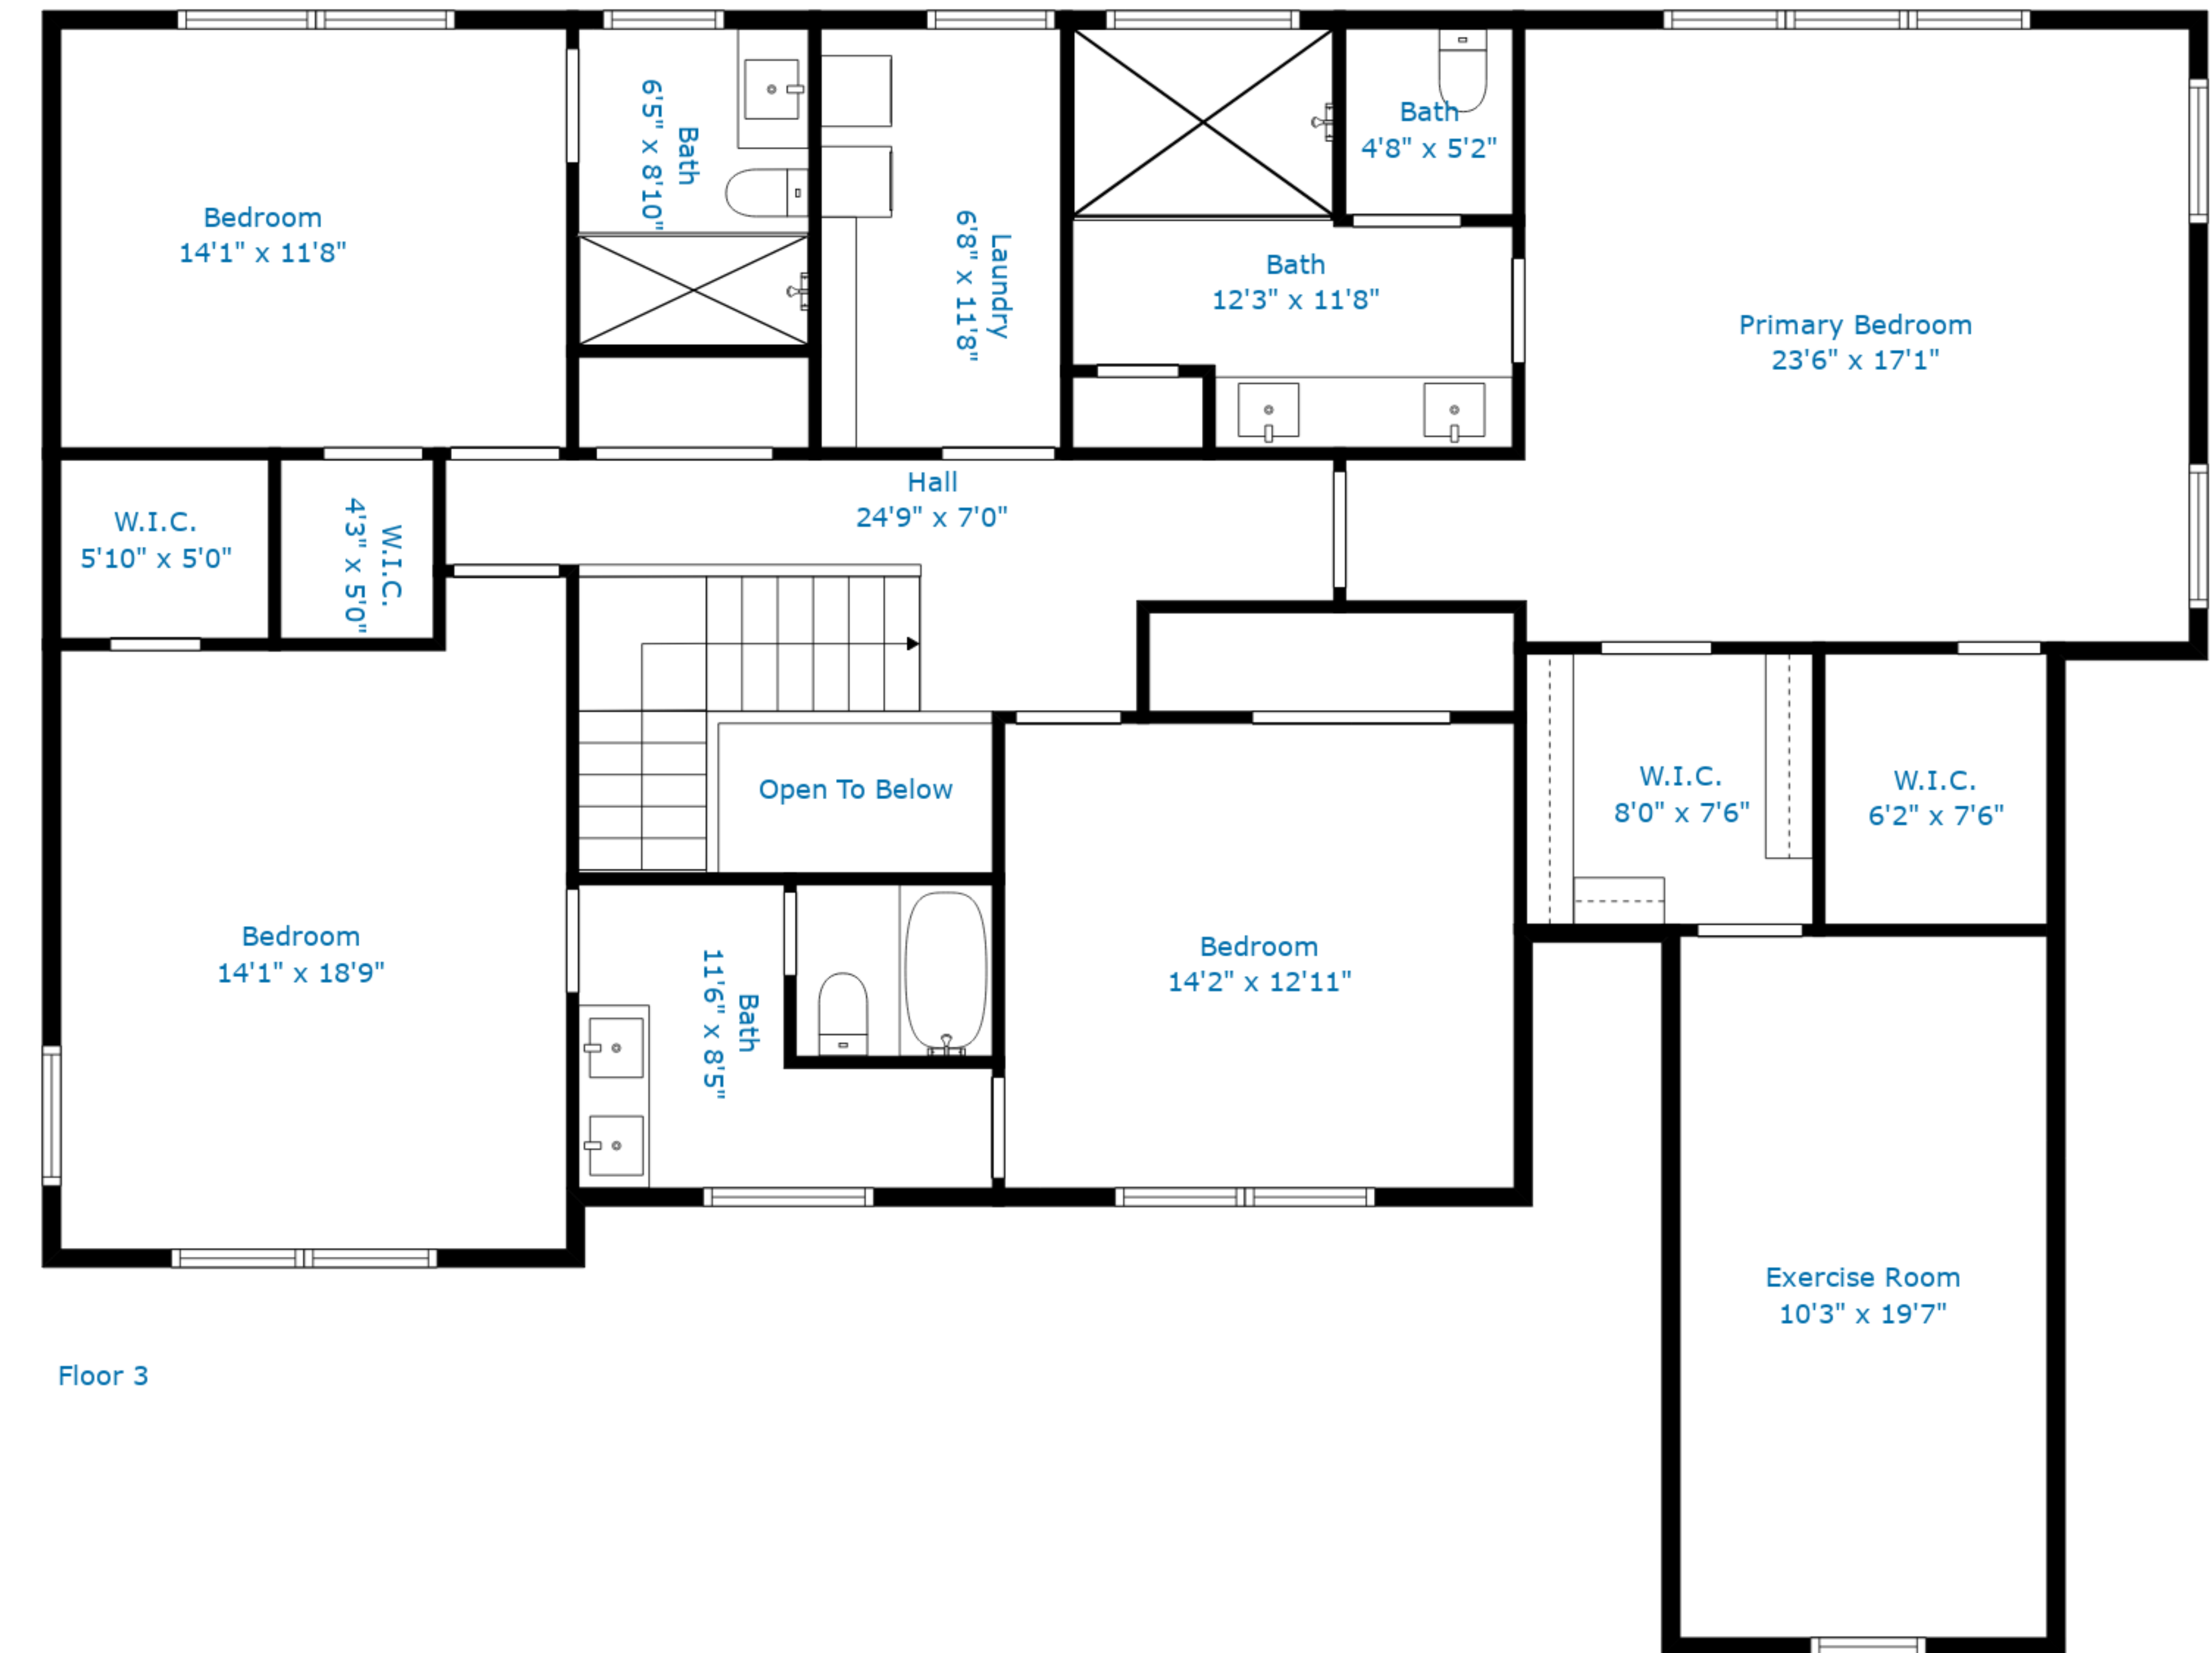 Bedroom
14'1" x 11'8"
Bath
6'5" x 8'10"
Laundry
6'8" x 11'8"
Bath
4'8" x 5'2"
Bath
12'3" x 11'8"
Primary Bedroom
23'6" x 17'1"
Hall
24'9" x 7'0"
W.I.C.
5'10" x 5'0"
W.I.C.
4'3" x 5'0"
Open To Below
W.I.C.
8'0" x 7'6"
W.I.C.
6'2" x 7'6"
Bedroom
14'1" x 18'9"
Bath
11'6" x 8'5"
Bedroom
14'2" x 12'11"
Exercise Room
10'3" x 19'7"
Floor 3